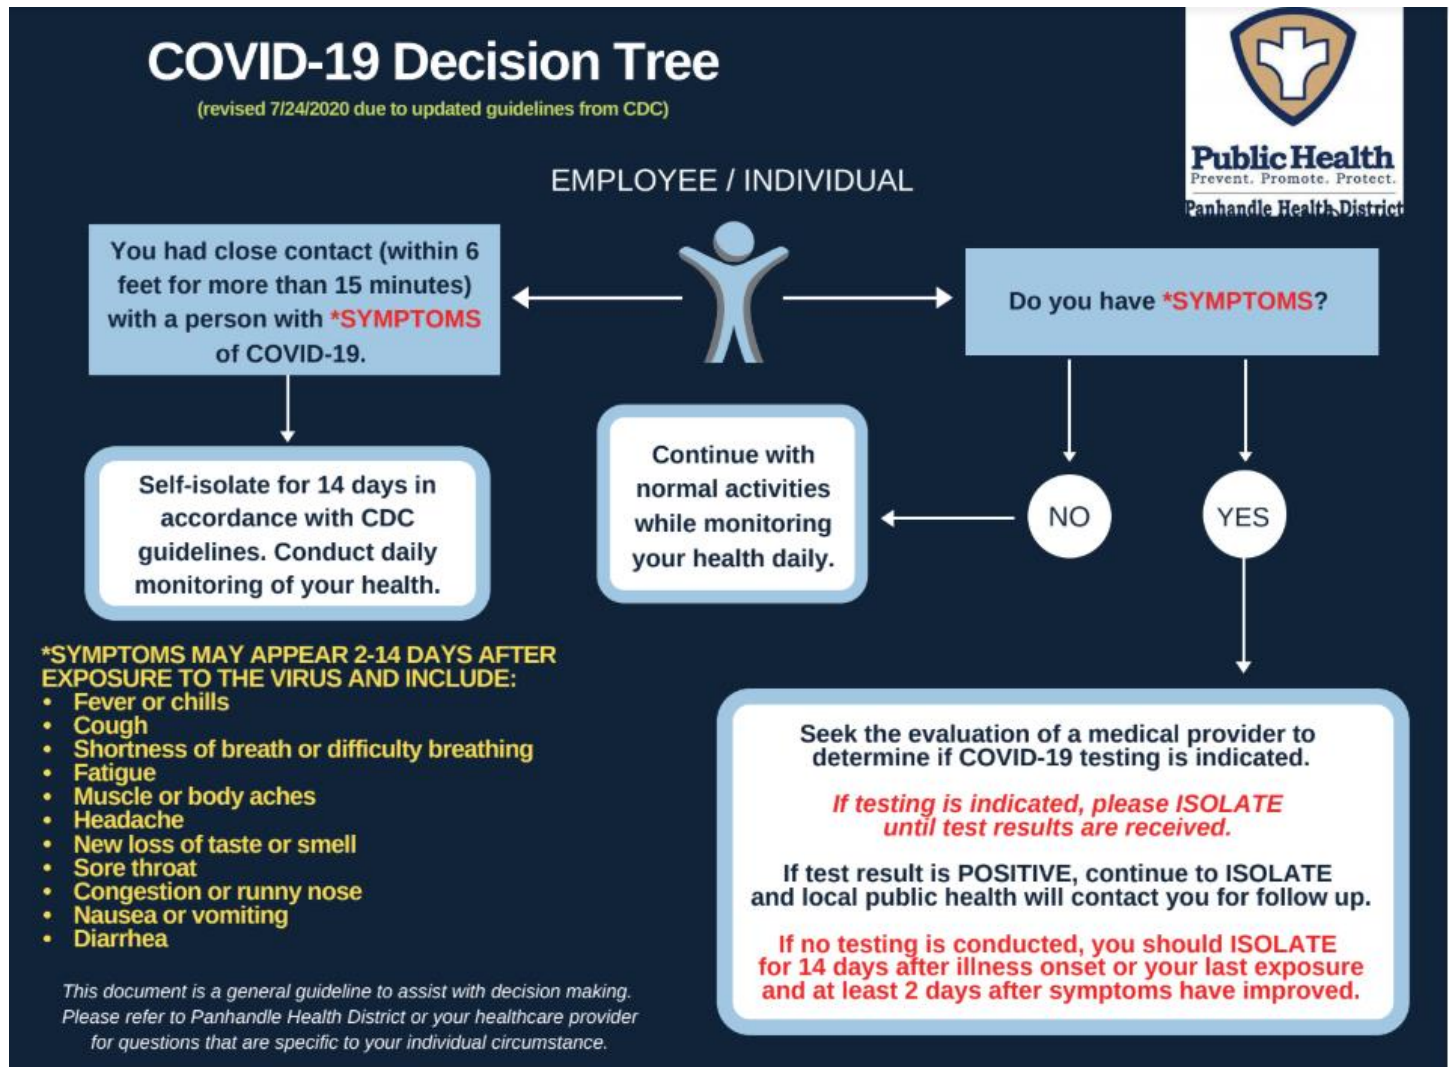 COVID-19 Decision Tree
(revised 7/24/2020 due to updated guidelines from CDC)
Public Health
Prevent. Promote. Protect.
Panhandle Health District
EMPLOYEE / INDIVIDUAL
You had close contact (within 6
feet for more than 15 minutes)
with a person with *SYMPTOMS
of COVID-19.
Do you have *SYMPTOMS?
Self-isolate for 14 days in
accordance with CDC
guidelines. Conduct daily
monitoring of your health.
Continue with
normal activities
while monitoring
your health daily.
NO
YES
*SYMPTOMS MAY APPEAR 2-14 DAYS AFTER
EXPOSURE TO THE VIRUS AND INCLUDE:
• Fever or chills
• Cough
• Shortness of breath or difficulty breathing
• Fatigue
• Muscle or body aches
• Headache
• New loss of taste or smell
• Sore throat
• Congestion or runny nose
• Nausea or vomiting
• Diarrhea
Seek the evaluation of a medical provider to
determine if COVID-19 testing is indicated.
If testing is indicated, please ISOLATE
until test results are received.
If test result is POSITIVE, continue to ISOLATE
and local public health will contact you for follow up.
If no testing is conducted, you should ISOLATE
for 14 days after illness onset or your last exposure
and at least 2 days after symptoms have improved.
This document is a general guideline to assist with decision making.
Please refer to Panhandle Health District or your healthcare provider
for questions that are specific to your individual circumstance.